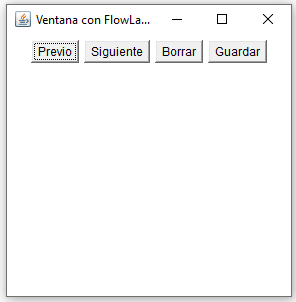 Ventana con FlowLa...
Previo Siguiente Borrar Guardar